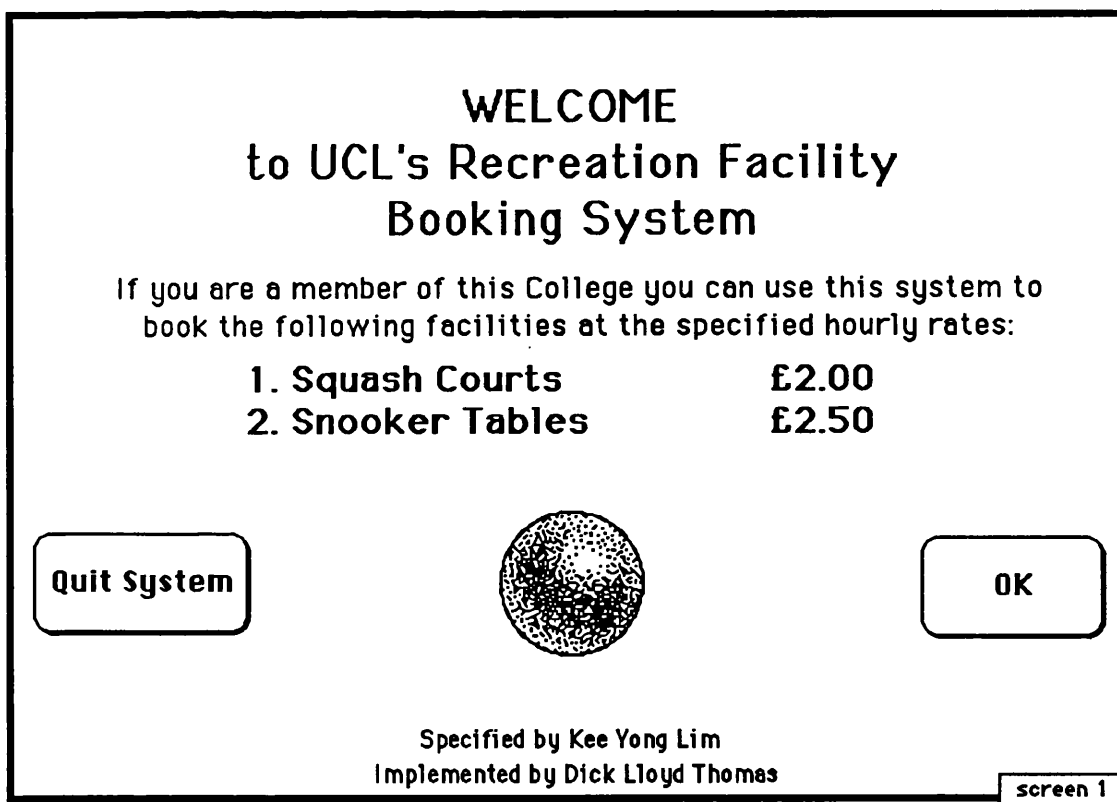 WELCOME
to UCL's Recreation Facility
Booking System
If you are a member of this College you can use this system to
book the following facilities at the specified hourly rates:
1. Squash Courts £2.00
2. Snooker Tables £2.50
Quit System
OK
Specified by Kee Yong Lim
Implemented by Dick Lloyd Thomas
screen 1